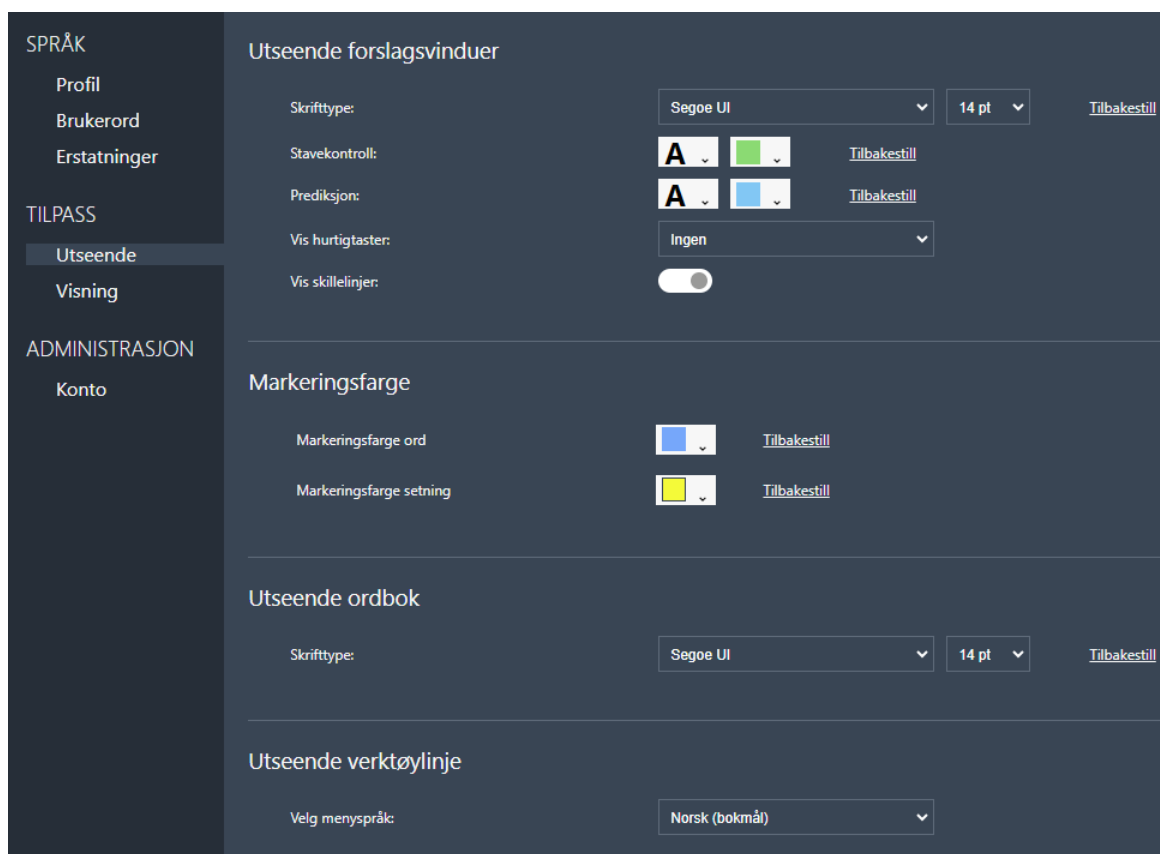 SPRÅK
Profil
Brukerord
Erstatninger
TILPASS
Utseende
Visning
ADMINISTRASJON
Konto
Utseende forslagsvinduer
Skrifttype: Segoe UI 14 pt Tilbakestill
Stavekontroll: A Tilbakestill
Prediksjon: A Tilbakestill
Vis hurtigtaster: Ingen
Vis skillelinjer:
Markeringsfarge
Markeringsfarge ord Tilbakestill
Markeringsfarge setning Tilbakestill
Utseende ordbok
Skrifttype: Segoe UI 14 pt Tilbakestill
Utseende verktøylinje
Velg menyspråk: Norsk (bokmål)